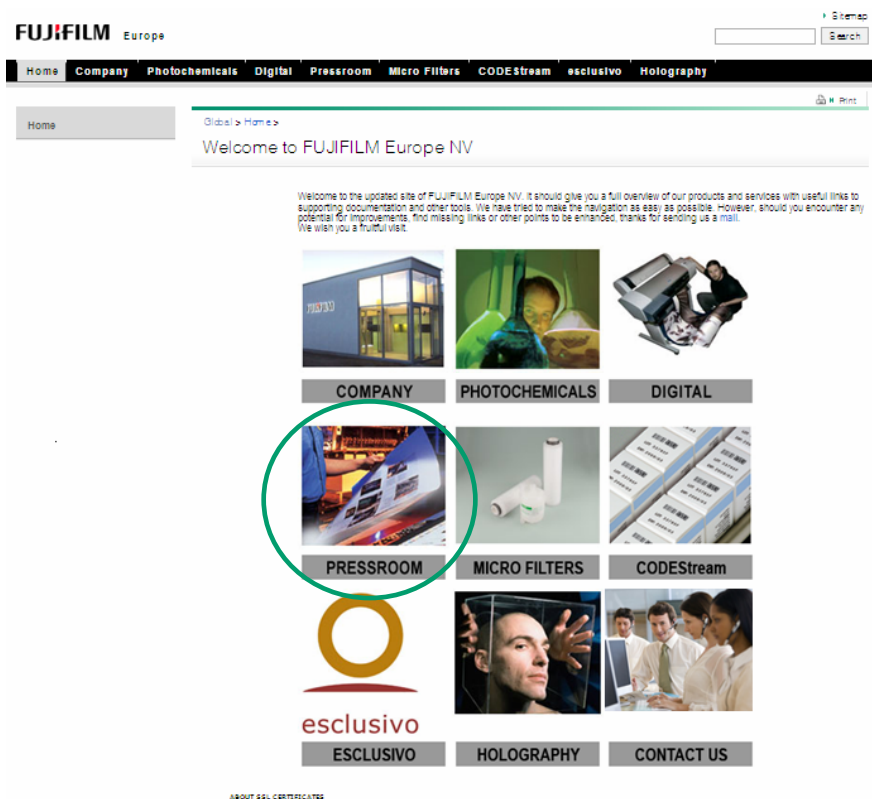 Sitemap
FUJIFILM Europe
Search
Home Company Photochemicals Digital Pressroom Micro Filters CODEStream esclusivo Holography
Print
Home
Global > Home >
Welcome to FUJIFILM Europe NV
Welcome to the updated site of FUJIFILM Europe NV. It should give you a full overview of our products and services with useful links to
supporting documentation and other tools. We have tried to make the navigation as easy as possible. However, should you encounter any
potential for improvements, find missing links or other points to be enhanced, thanks for sending us a mail.
We wish you a fruitful visit.
FUJIFILM
COMPANY PHOTOCHEMICALS DIGITAL
PRESSROOM MICRO FILTERS CODEStream
esclusivo
ESCLUSIVO HOLOGRAPHY CONTACT US
ABOUT SSL CERTIFICATES